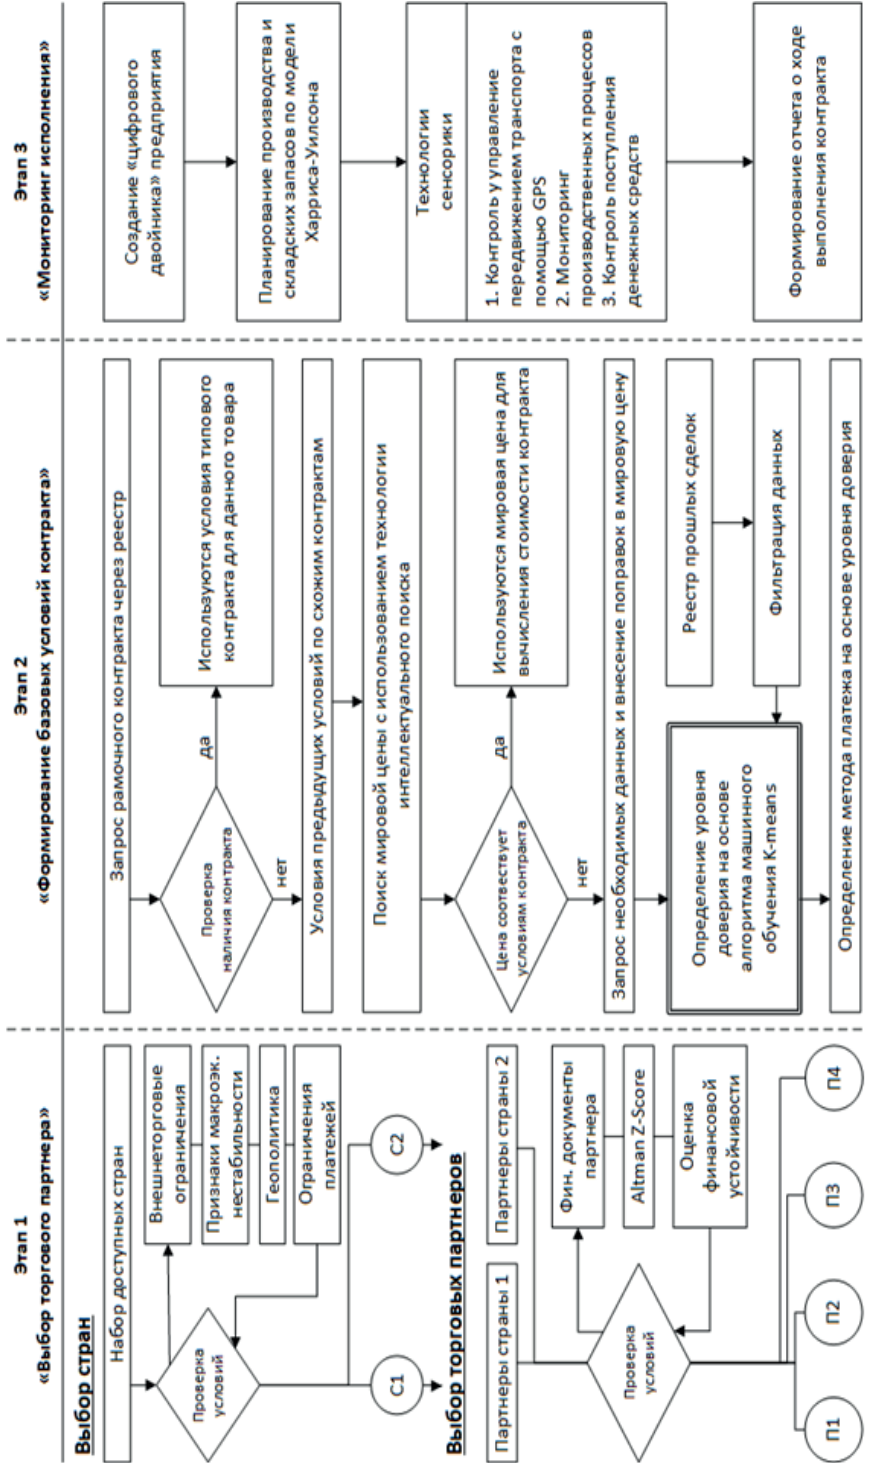 Этап 1
«Выбор торгового партнера»
Выбор стран
Набор доступных стран
Проверка
условий
Внешнеторговые
ограничения
Признаки макроэк.
нестабильности
Геополитика
Ограничения
платежей
С1
С2
Выбор торговых партнеров
Партнеры страны 1
Партнеры страны 2
Проверка
условий
Фин. документы
партнера
Altman Z-Score
Оценка
финансовой
устойчивости
П1
П2
П3
П4
Этап 2
«Формирование базовых условий контракта»
Запрос рамочного контракта через реестр
Проверка
наличия контракта
да
Используются условия типового
контракта для данного товара
нет
Условия предыдущих условий по схожим контрактам
Поиск мировой цены с использованием технологии
интеллектуального поиска
Цена соотвествует
условиям контракта
да
Используются мировая цена для
вычисления стоимости контракта
нет
Запрос необходимых данных и внесение поправок в мировую цену
Определение уровня
доверия на основе
алгоритма машинного
обучения K-means
Реестр прошлых сделок
Фильтрация данных
Определение метода платежа на основе уровня доверия
Этап 3
«Мониторинг исполнения»
Создание «цифрового
двойника» предприятия
Планирование производства и
складских запасов по модели
Харриса-Уилсона
Технологии
сенсорики
1. Контроль у управление
передвижением транспорта с
помощью GPS
2. Мониторинг
производственных процессов
3. Контроль поступления
денежных средств
Формирование отчета о ходе
выполнения контракта